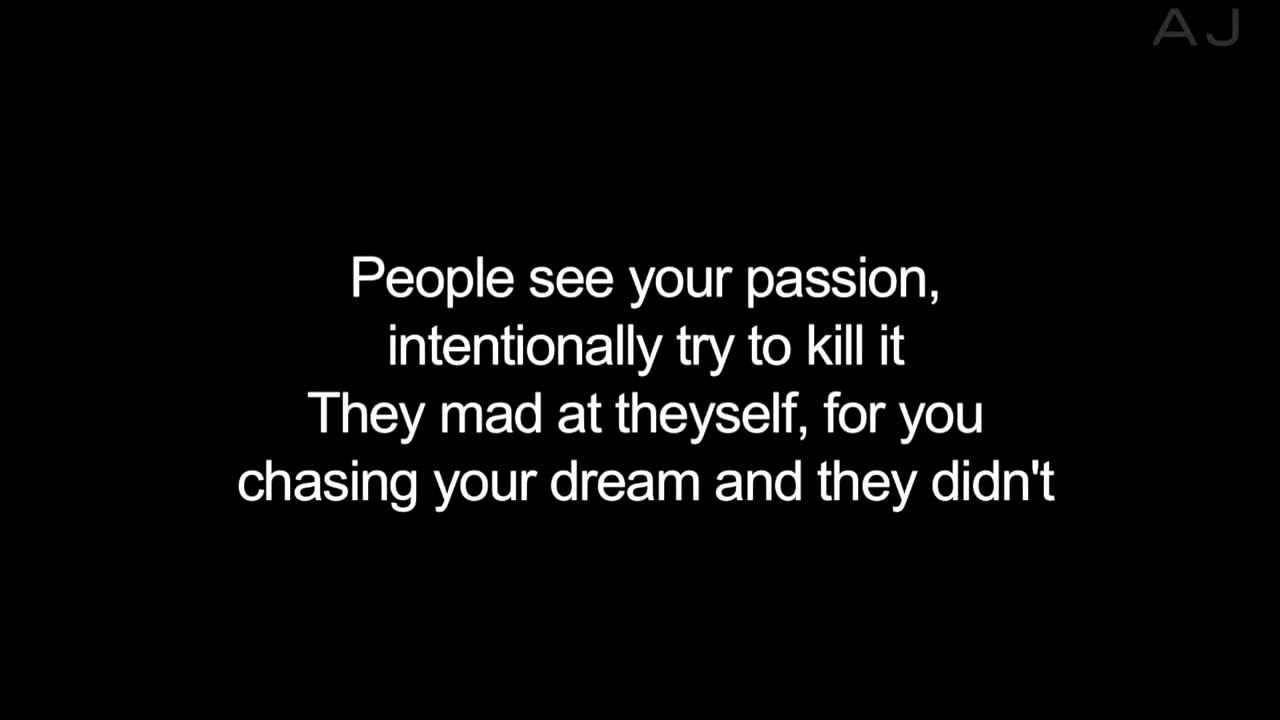 AJ
People see your passion,
intentionally try to kill it
They mad at theyself, for you
chasing your dream and they didn't